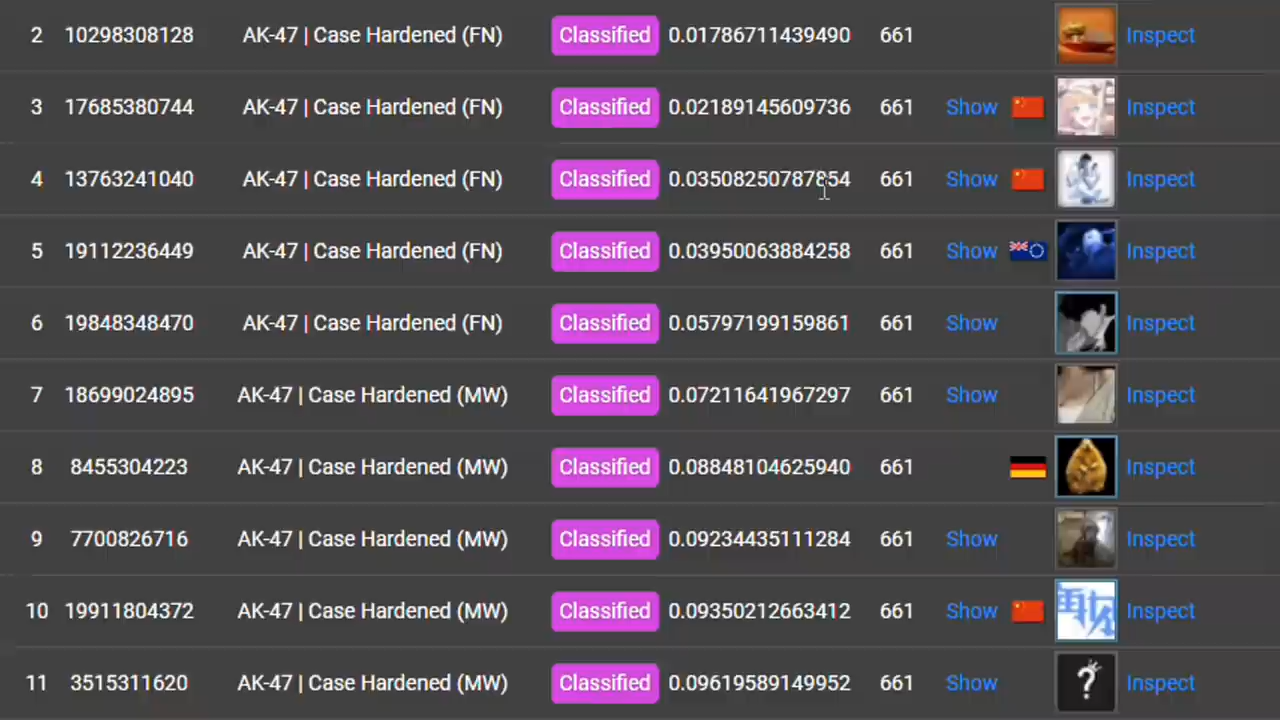 2 10298308128 AK-47 | Case Hardened (FN) Classified 0.01786711439490 661 Inspect
3 17685380744 AK-47 | Case Hardened (FN) Classified 0.02189145609736 661 Show Inspect
4 13763241040 AK-47 | Case Hardened (FN) Classified 0.03508250787854 661 Show Inspect
5 19112236449 AK-47 | Case Hardened (FN) Classified 0.03950063884258 661 Show Inspect
6 19848348470 AK-47 | Case Hardened (FN) Classified 0.05797199159861 661 Show Inspect
7 18699024895 AK-47 | Case Hardened (MW) Classified 0.07211641967297 661 Show Inspect
8 8455304223 AK-47 | Case Hardened (MW) Classified 0.08848104625940 661 Inspect
9 7700826716 AK-47 | Case Hardened (MW) Classified 0.09234435111284 661 Show Inspect
10 19911804372 AK-47 | Case Hardened (MW) Classified 0.09350212663412 661 Show Inspect
11 3515311620 AK-47 | Case Hardened (MW) Classified 0.09619589149952 661 Show ? Inspect